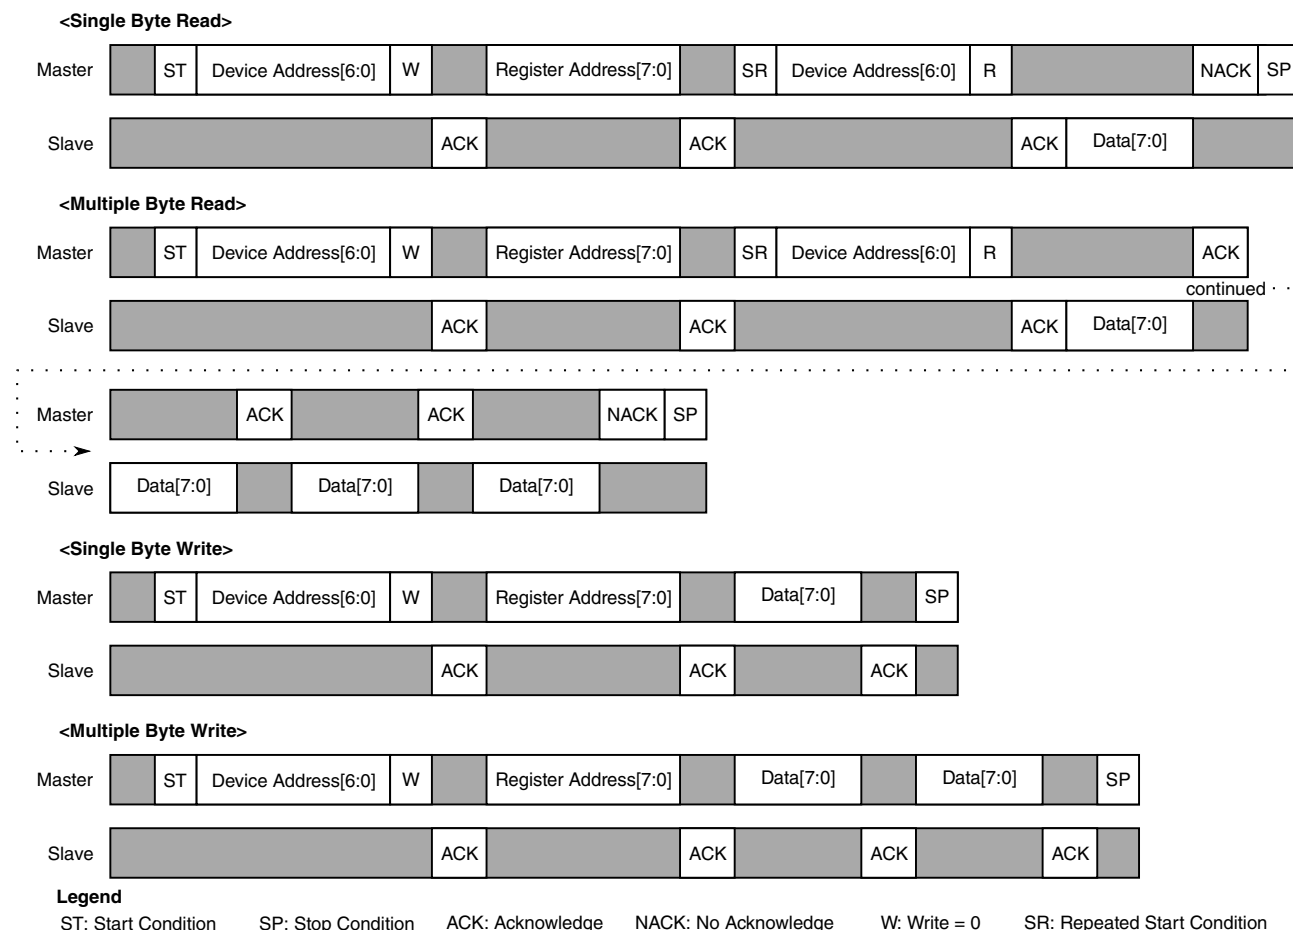 <Single Byte Read>
Master ST Device Address[6:0] W Register Address[7:0] SR Device Address[6:0] R NACK SP
Slave ACK ACK ACK Data[7:0]
<Multiple Byte Read>
Master ST Device Address[6:0] W Register Address[7:0] SR Device Address[6:0] R ACK
continued · ·
Slave ACK ACK ACK Data[7:0]
Master ACK ACK NACK SP
Slave Data[7:0] Data[7:0] Data[7:0]
<Single Byte Write>
Master ST Device Address[6:0] W Register Address[7:0] Data[7:0] SP
Slave ACK ACK ACK
<Multiple Byte Write>
Master ST Device Address[6:0] W Register Address[7:0] Data[7:0] Data[7:0] SP
Slave ACK ACK ACK ACK
Legend
ST: Start Condition SP: Stop Condition ACK: Acknowledge NACK: No Acknowledge W: Write = 0 SR: Repeated Start Condition